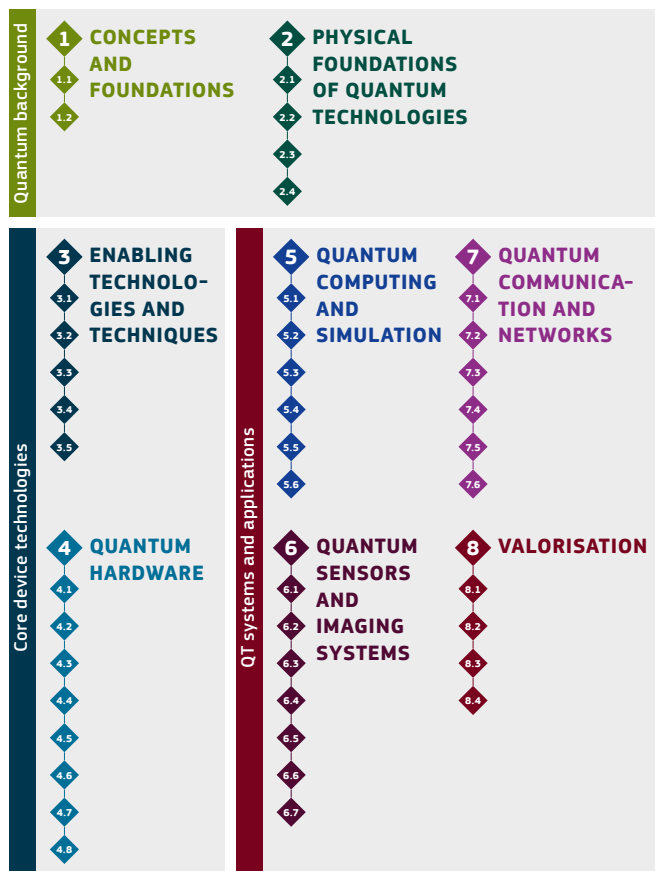 Quantum background
1 CONCEPTS
AND
FOUNDATIONS
1.1
1.2
2 PHYSICAL
FOUNDATIONS
OF QUANTUM
TECHNOLOGIES
2.1
2.2
2.3
2.4
Core device technologies
3 ENABLING
TECHNOLO-
GIES AND
TECHNIQUES
3.1
3.2
3.3
3.4
3.5
4 QUANTUM
HARDWARE
4.1
4.2
4.3
4.4
4.5
4.6
4.7
4.8
QT systems and applications
5 QUANTUM
COMPUTING
AND
SIMULATION
5.1
5.2
5.3
5.4
5.5
5.6
7 QUANTUM
COMMUNICA-
TION AND
NETWORKS
7.1
7.2
7.3
7.4
7.5
7.6
6 QUANTUM
SENSORS
AND
IMAGING
SYSTEMS
6.1
6.2
6.3
6.4
6.5
6.6
6.7
8 VALORISATION
8.1
8.2
8.3
8.4